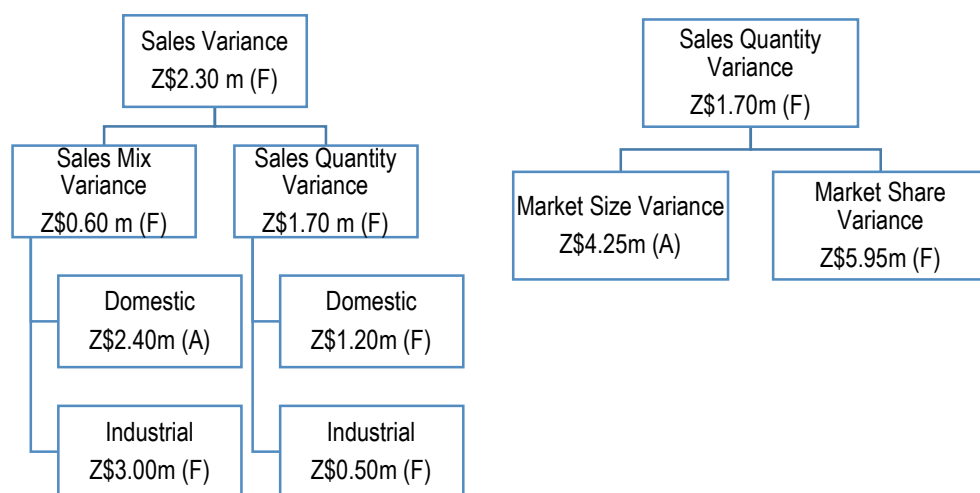 Sales Variance
Z$2.30 m (F)
Sales Mix
Variance
Z$0.60 m (F)
Domestic
Z$2.40m (A)
Industrial
Z$3.00m (F)
Sales Quantity
Variance
Z$1.70 m (F)
Domestic
Z$1.20m (F)
Industrial
Z$0.50m (F)
Sales Quantity
Variance
Z$1.70m (F)
Market Size Variance
Z$4.25m (A)
Market Share
Variance
Z$5.95m (F)